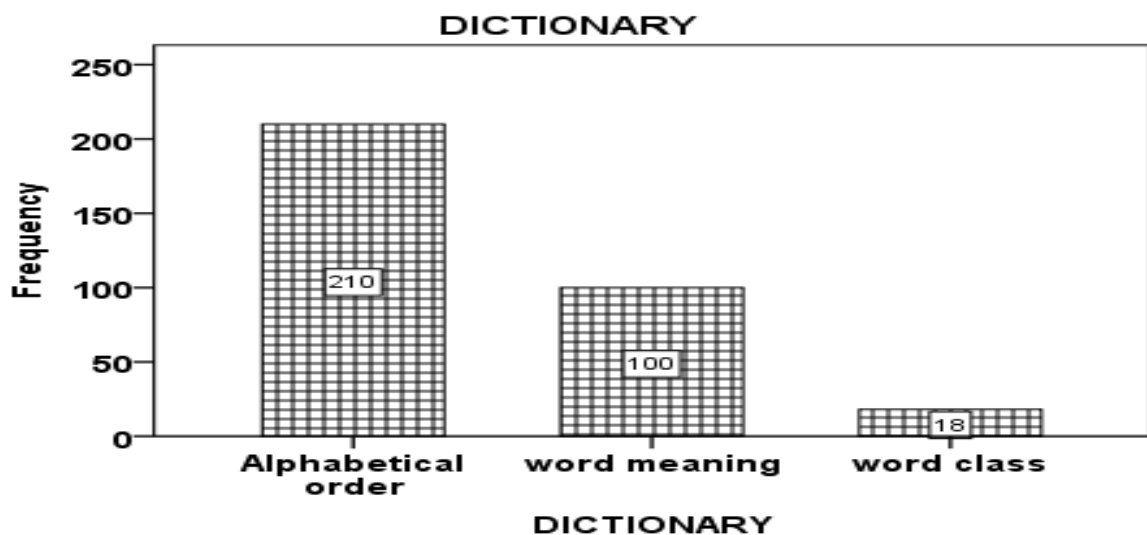 DICTIONARY
250
200
150
100
50
0
Frequency
210
100
18
Alphabetical order
word meaning
word class
DICTIONARY